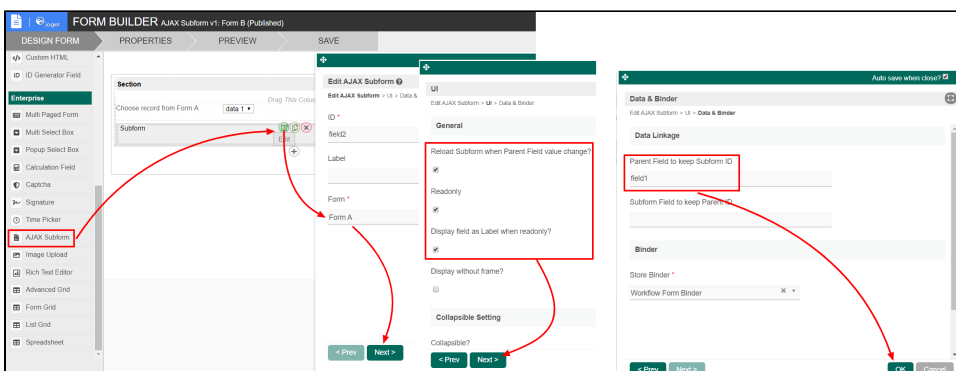 joget
FORM BUILDER AJAX Subform v1: Form B (Published)
DESIGN FORM
PROPERTIES
PREVIEW
SAVE
</> Custom HTML
ID ID Generator Field
Enterprise
Multi Paged Form
Multi Select Box
Popup Select Box
Calculation Field
Captcha
Signature
Time Picker
AJAX Subform
Image Upload
Rich Text Editor
Advanced Grid
Form Grid
List Grid
Spreadsheet
Section
Drag This Colu
Choose record from Form A
data 1
Subform
Edit
Edit AJAX Subform
Edit AJAX Subform > UI > Data &
ID *
field2
Label
Form *
Form A
< Prev
Next >
UI
Edit AJAX Subform > UI > Data & Binder
General
Reload Subform when Parent Field value change?
Readonly
Display field as Label when readonly?
Display without frame?
Collapsible Setting
Collapsible?
< Prev
Next >
Auto save when close?
Data & Binder
Edit AJAX Subform > UI > Data & Binder
Data Linkage
Parent Field to keep Subform ID
field1
Subform Field to keep Parent ID
Binder
Store Binder *
Workflow Form Binder
< Prev
Next >
OK
Cancel